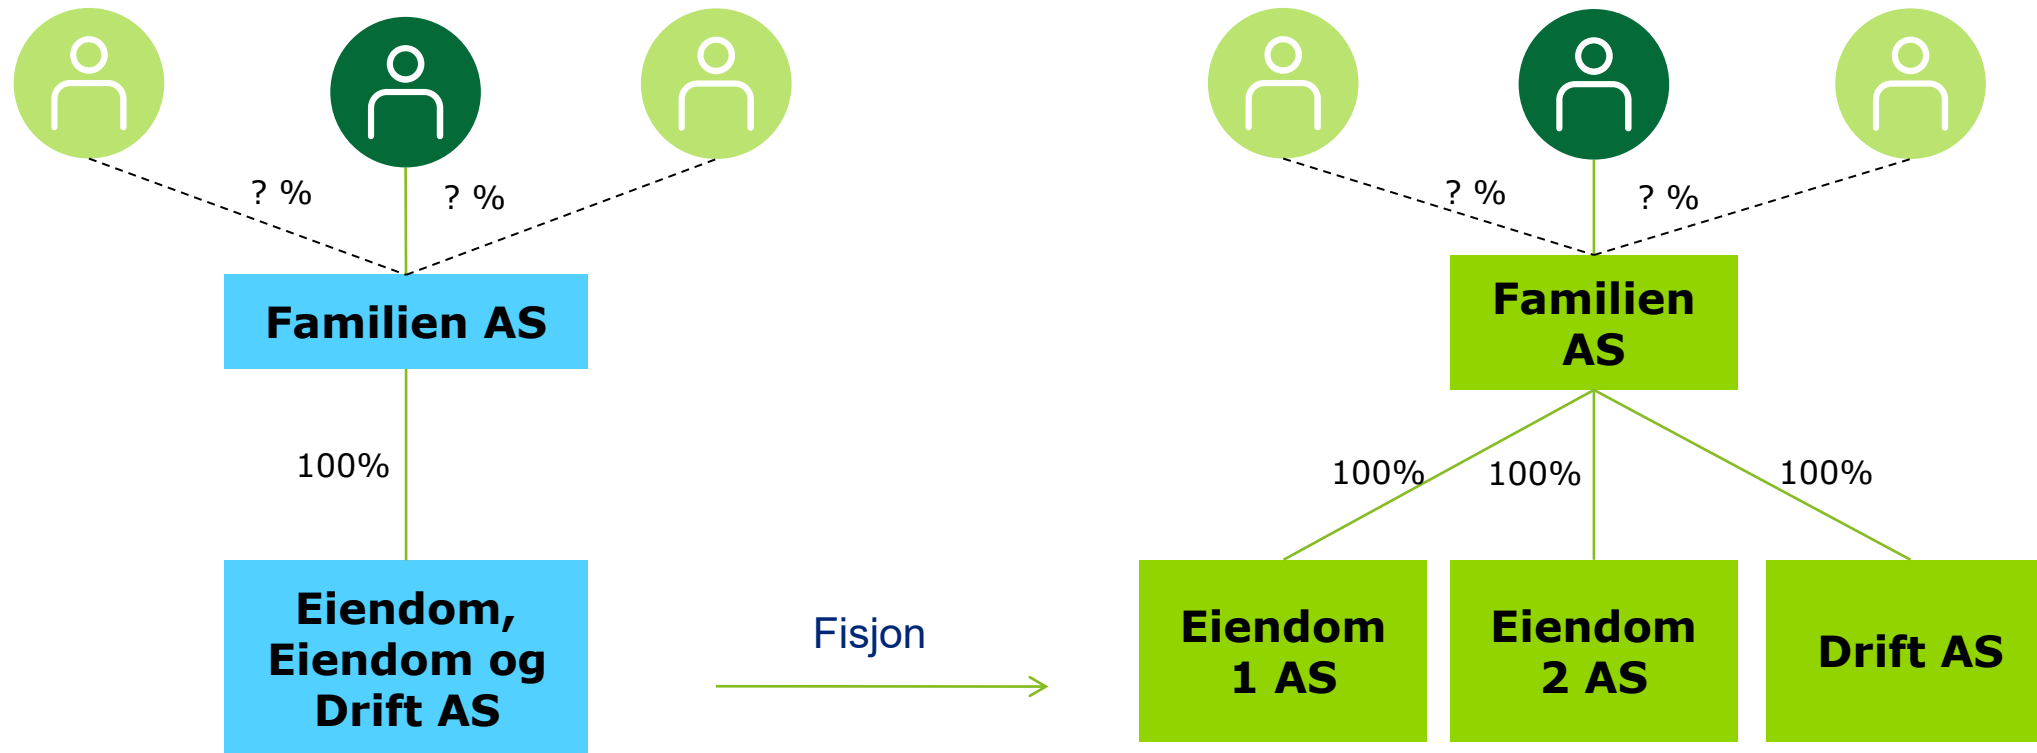 ? %
? %
Familien AS
100%
Eiendom,
Eiendom og
Drift AS
Fisjon
? %
? %
Familien
AS
100%
100%
100%
Eiendom
1 AS
Eiendom
2 AS
Drift AS